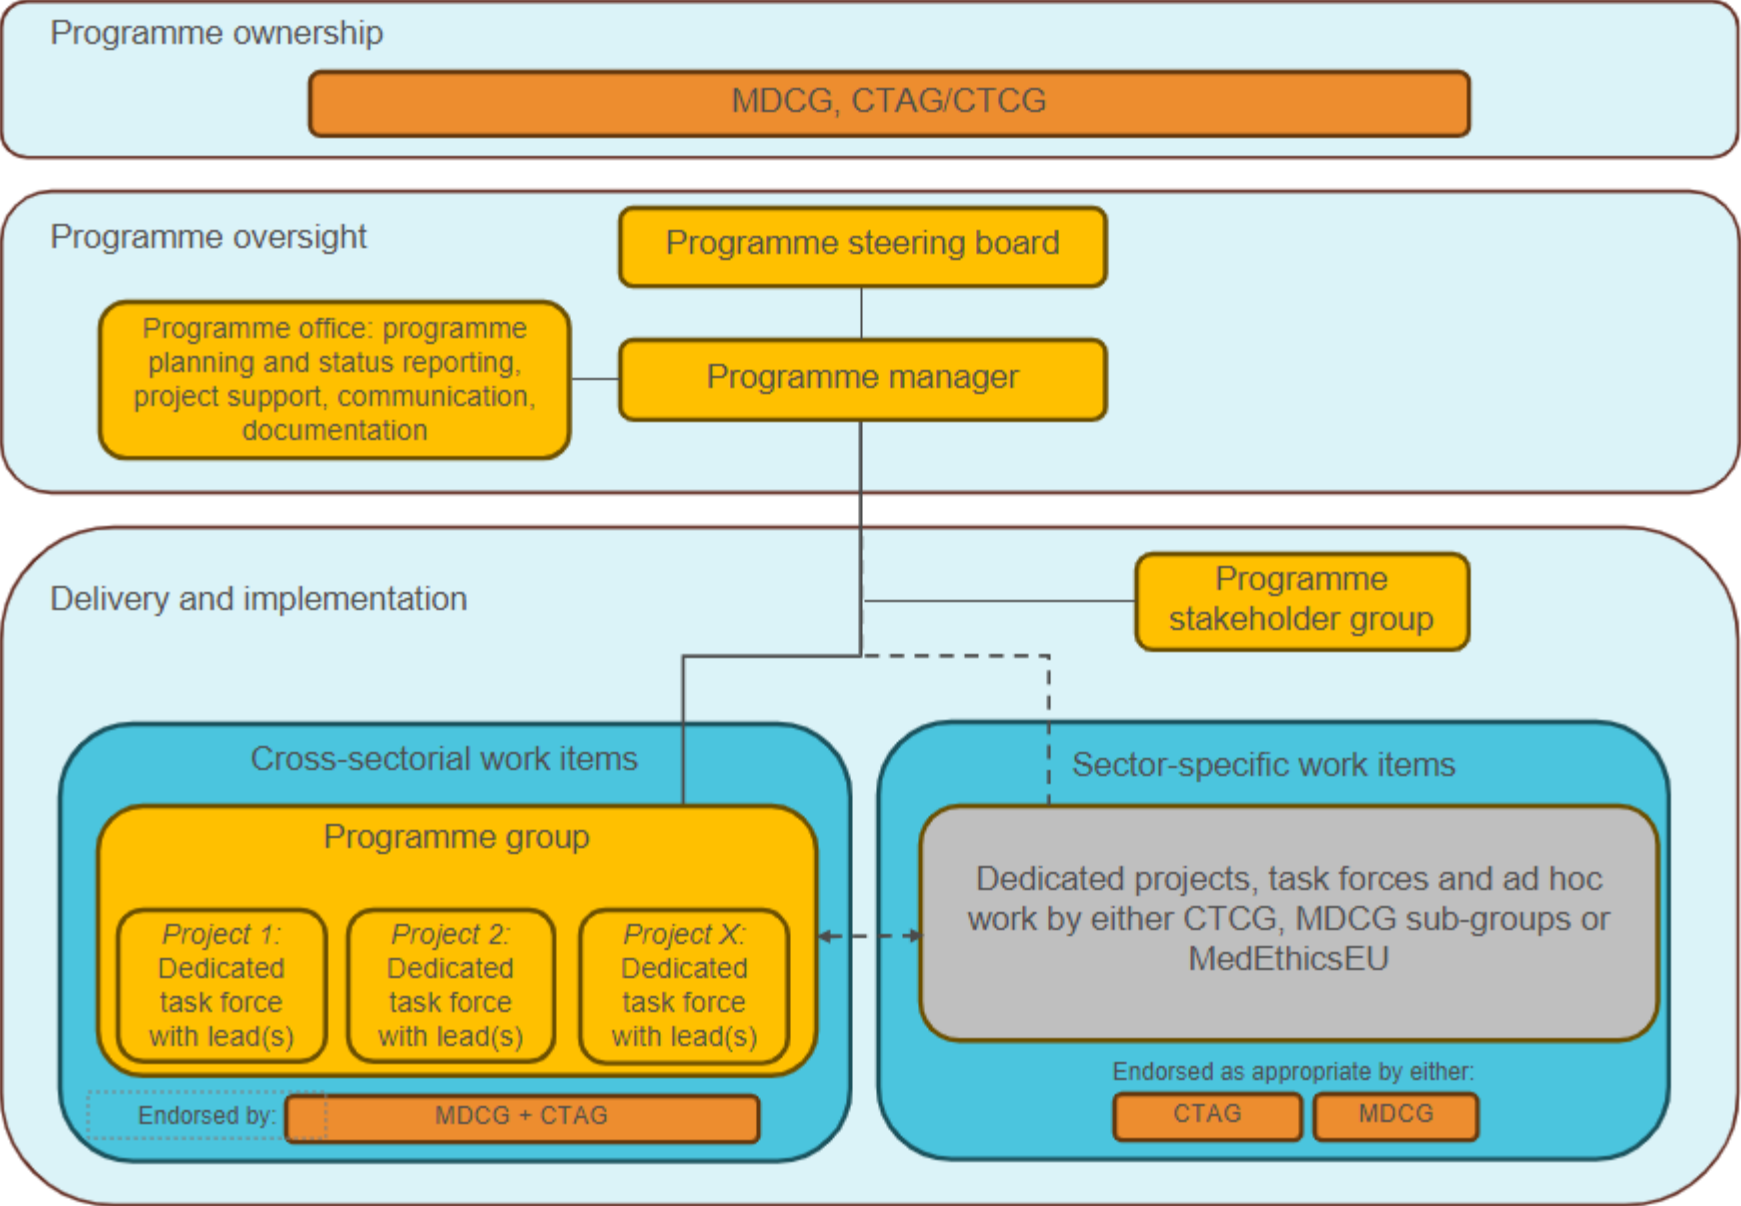 Programme ownership
MDCG, CTAG/CTCG
Programme oversight
Programme steering board
Programme office: programme
planning and status reporting,
project support, communication,
documentation
Programme manager
Delivery and implementation
Programme
stakeholder group
Cross-sectorial work items
Programme group
Project 1:
Dedicated
task force
with lead(s)
Project 2:
Dedicated
task force
with lead(s)
Project X:
Dedicated
task force
with lead(s)
Endorsed by:
MDCG + CTAG
Sector-specific work items
Dedicated projects, task forces and ad hoc
work by either CTCG, MDCG sub-groups or
MedEthicsEU
Endorsed as appropriate by either:
CTAG
MDCG